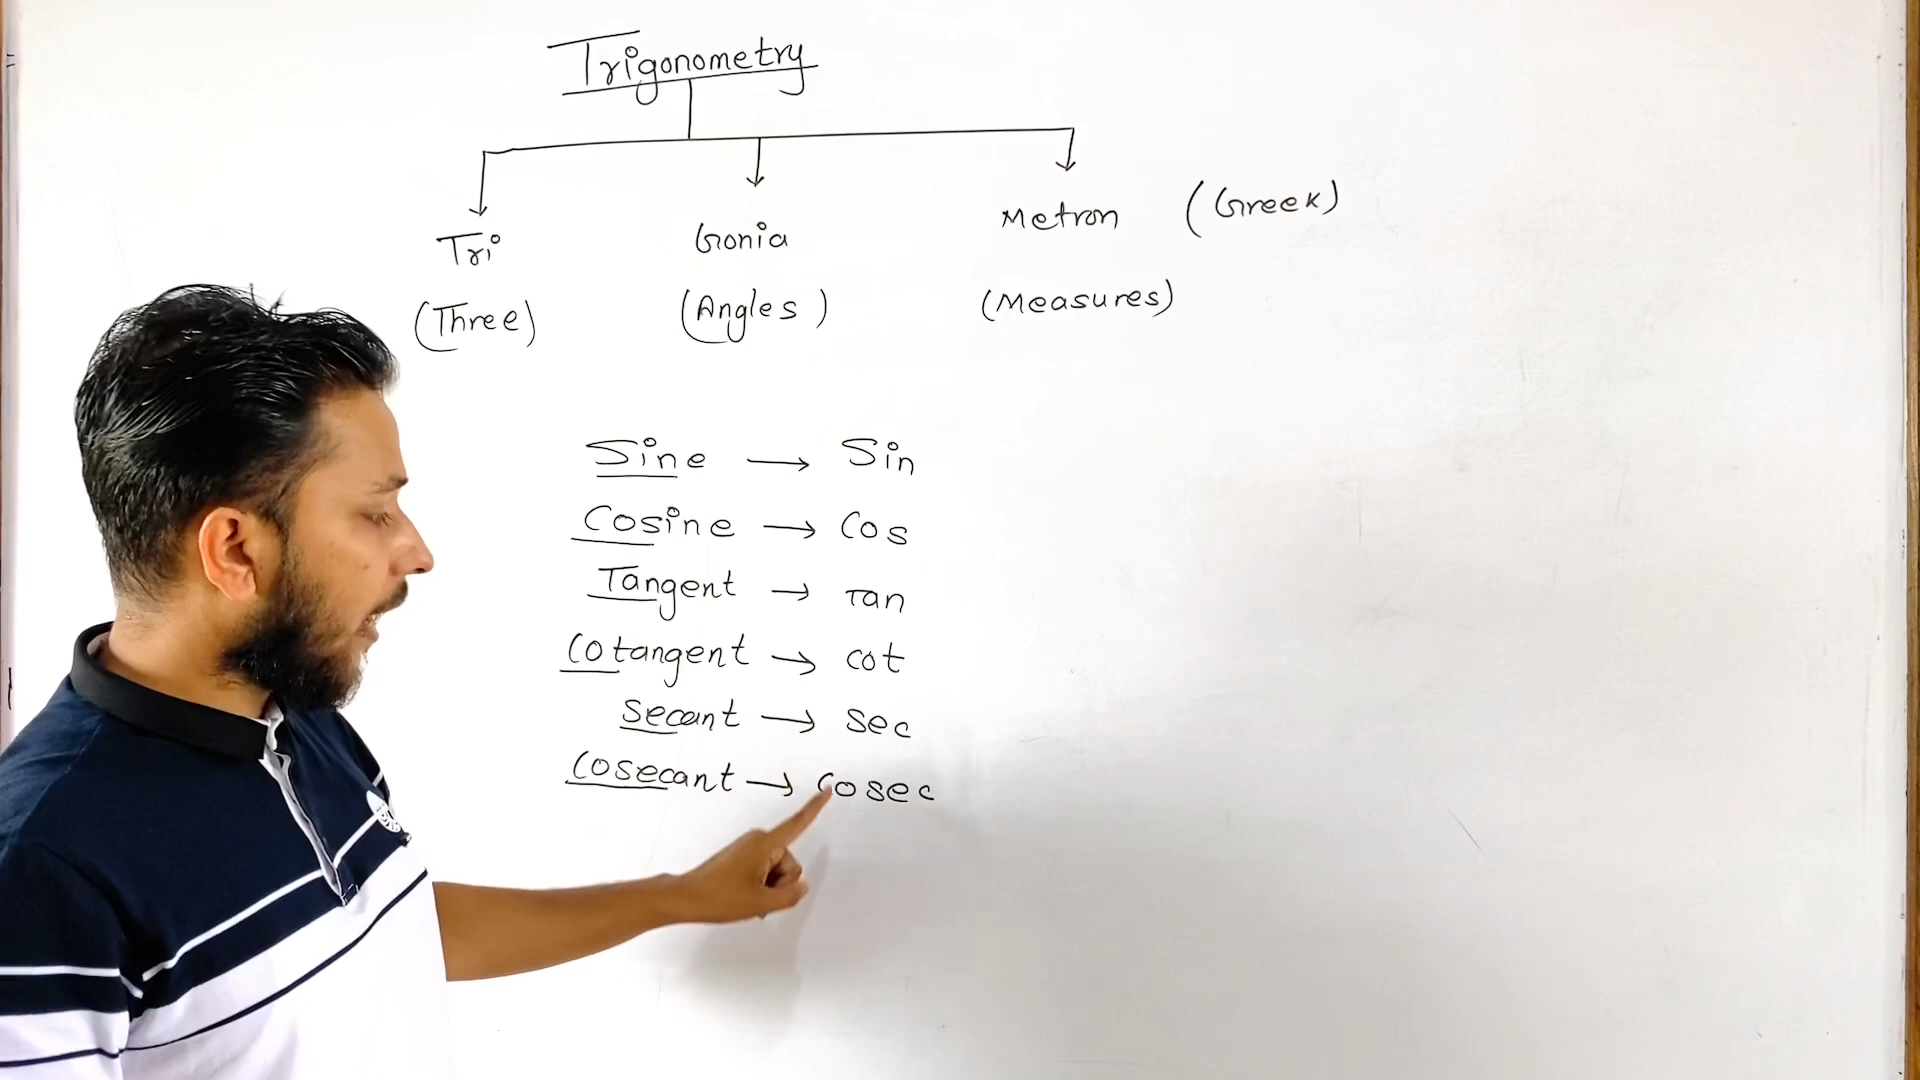 Trigonometry
Tri Gonia Metron (Greek)
(Three) (Angles) (Measures)
Sine → Sin
Cosine → Cos
Tangent → Tan
Cotangent → cot
Secant → sec
Cosecant → Cosec